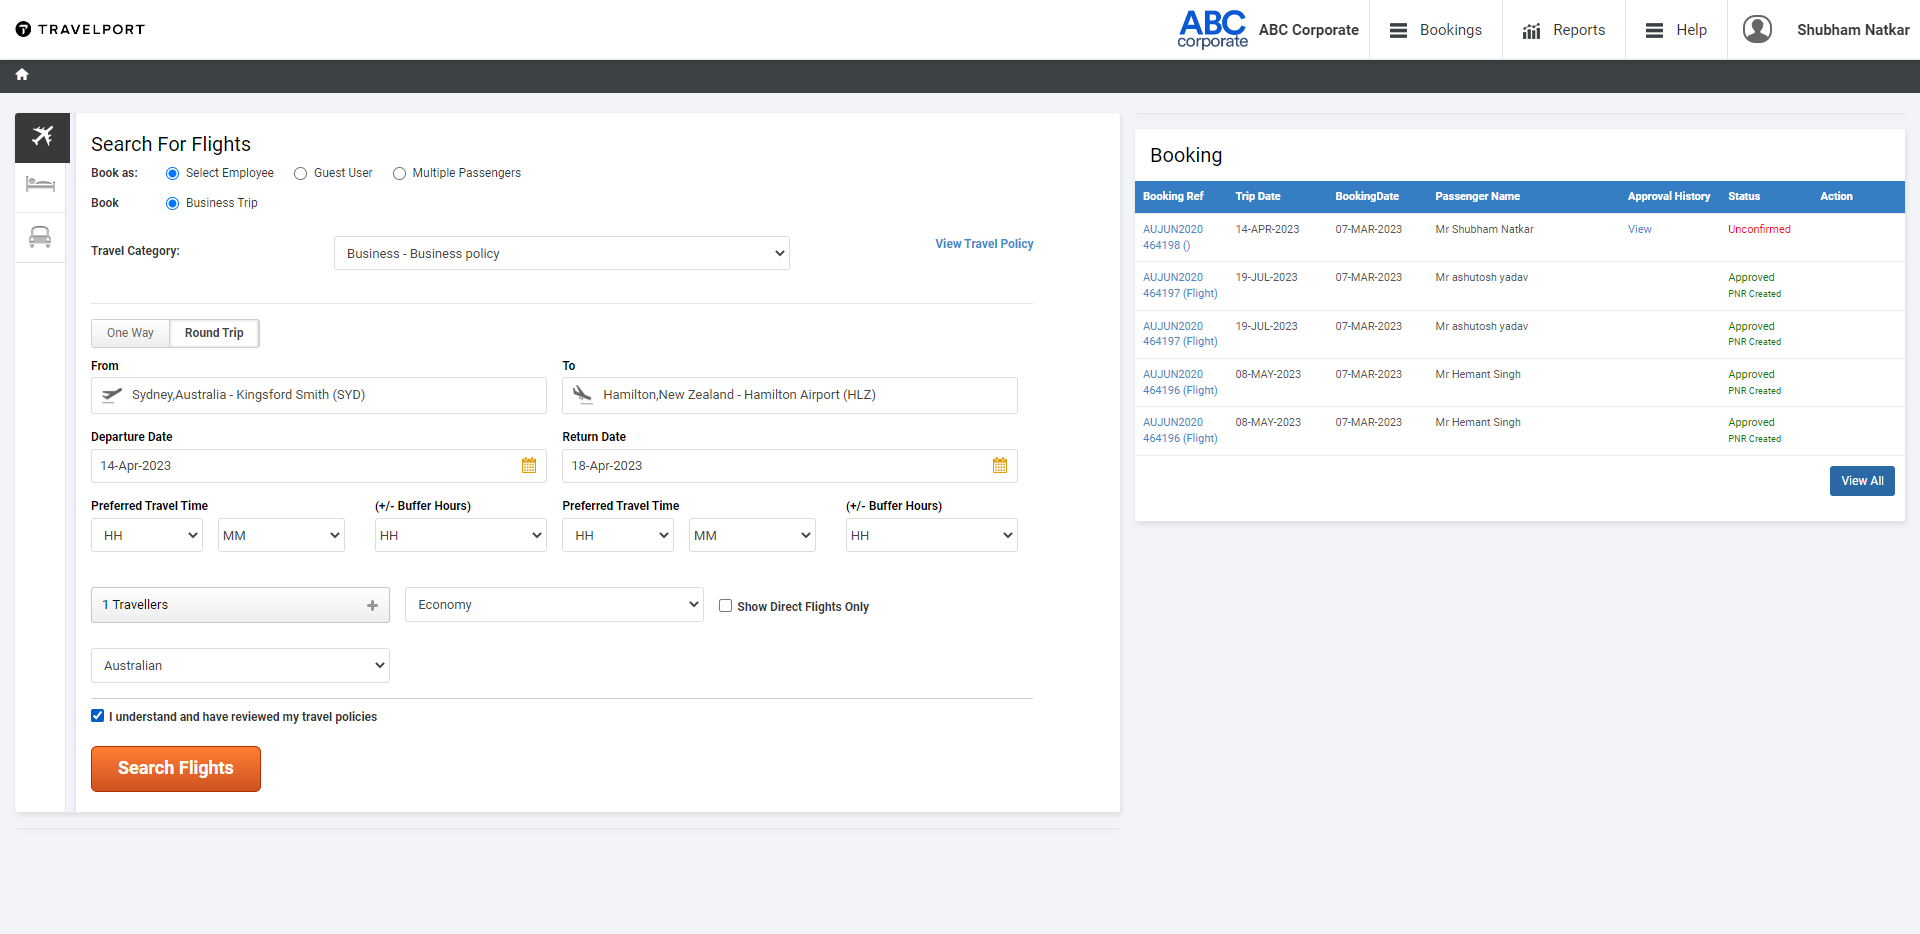 TRAVELPORT
ABC
corporate
ABC Corporate
Bookings
Reports
Help
Shubham Natkar
Search For Flights
Book as:
Select Employee
Guest User
Multiple Passengers
Book
Business Trip
Travel Category:
Business - Business policy
View Travel Policy
One Way
Round Trip
From
To
Sydney,Australia - Kingsford Smith (SYD)
Hamilton,New Zealand - Hamilton Airport (HLZ)
Departure Date
Return Date
14-Apr-2023
18-Apr-2023
Preferred Travel Time
(+/- Buffer Hours)
Preferred Travel Time
(+/- Buffer Hours)
HH
MM
HH
HH
MM
HH
1 Travellers
Economy
Show Direct Flights Only
Australian
I understand and have reviewed my travel policies
Search Flights
Booking
Booking Ref Trip Date BookingDate Passenger Name Approval History Status Action
AUJUN2020 14-APR-2023 07-MAR-2023 Mr Shubham Natkar View Unconfirmed
464198 ()
AUJUN2020 19-JUL-2023 07-MAR-2023 Mr ashutosh yadav Approved
464197 (Flight) PNR Created
AUJUN2020 19-JUL-2023 07-MAR-2023 Mr ashutosh yadav Approved
464197 (Flight) PNR Created
AUJUN2020 08-MAY-2023 07-MAR-2023 Mr Hemant Singh Approved
464196 (Flight) PNR Created
AUJUN2020 08-MAY-2023 07-MAR-2023 Mr Hemant Singh Approved
464196 (Flight) PNR Created
View All